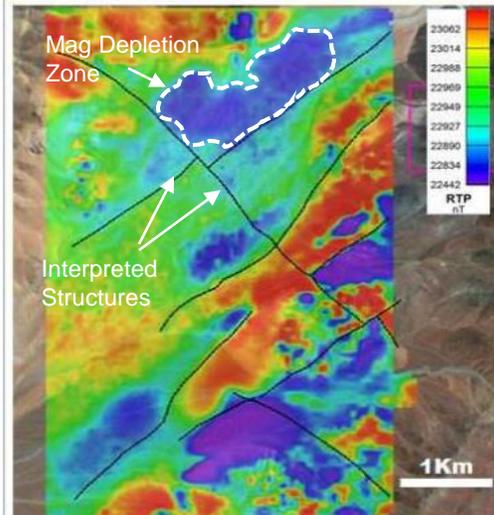 Mag Depletion
Zone
Interpreted
Structures
23062
23014
22988
22969
22949
22927
22890
22834
22442
RTP
nT
1Km